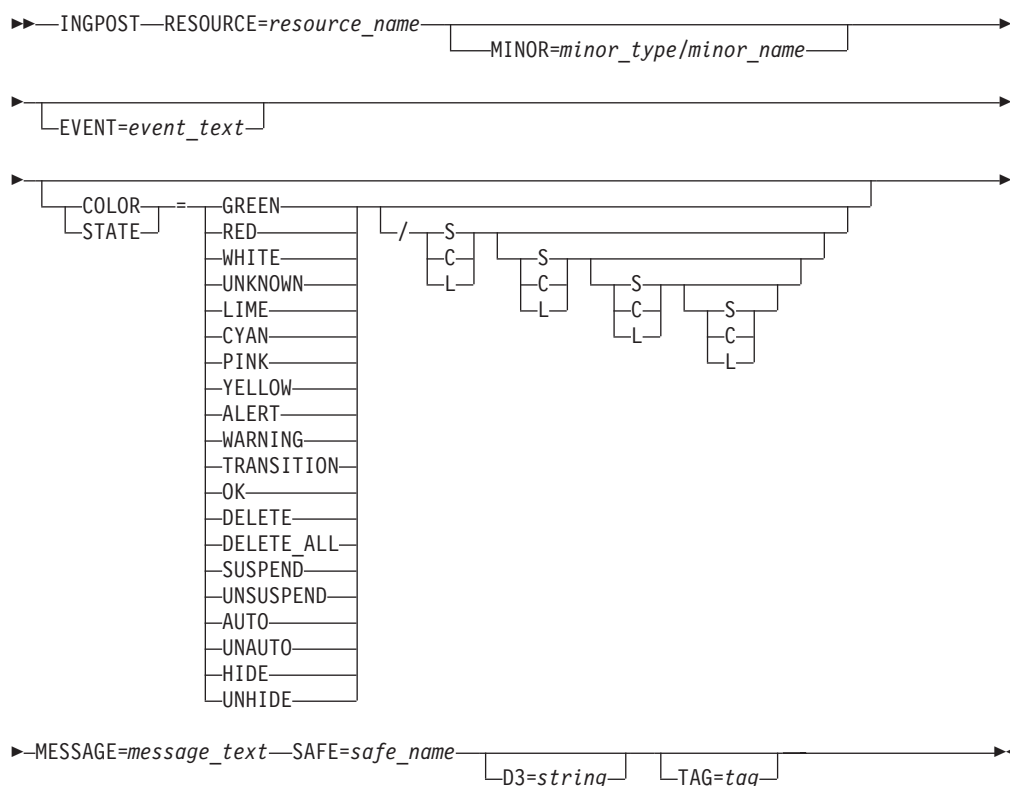 INGPOST RESOURCE=resource_name
MINOR=minor_type/minor_name
EVENT=event_text
COLOR = GREEN / S S S S
STATE RED C C C C
WHITE L L L L
UNKNOWN
LIME
CYAN
PINK
YELLOW
ALERT
WARNING
TRANSITION
OK
DELETE
DELETE_ALL
SUSPEND
UNSUSPEND
AUTO
UNAUTO
HIDE
UNHIDE
MESSAGE=message_text SAFE=safe_name
D3=string TAG=tag